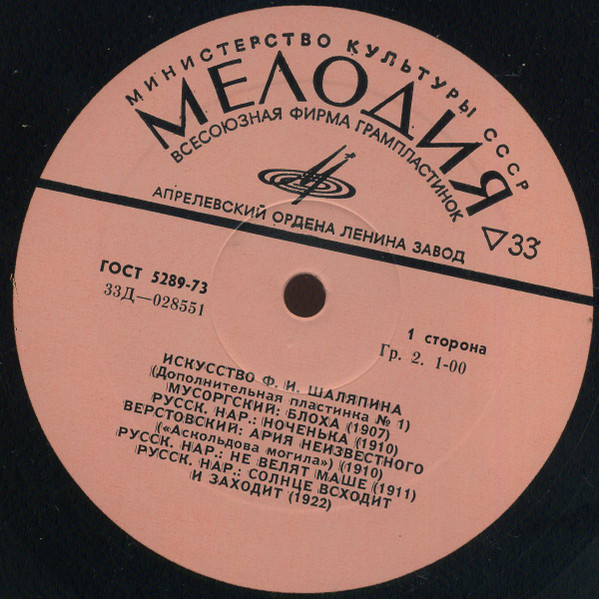 МИНИСТЕРСТВО КУЛЬТУРЫ СССР
МЕЛОДИЯ
ВСЕСОЮЗНАЯ ФИРМА ГРАМПЛАСТИНОК
АПРЕЛЕВСКИЙ ОРДЕНА ЛЕНИНА ЗАВОД
33
ГОСТ 5289-73
33Д—028551
1 сторона
Гр. 2. 1-00
ИСКУССТВО Ф. И. ШАЛЯПИНА
(Дополнительная пластинка № 1)
МУСОРГСКИЙ: БЛОХА (1907)
РУССК. НАР.: НОЧЕНЬКА (1910)
ВЕРСТОВСКИЙ: АРИЯ НЕИЗВЕСТНОГО
(«Аскольдова могила») (1910)
РУССК. НАР.: НЕ ВЕЛЯТ МАШЕ (1911)
РУССК. НАР.: СОЛНЦЕ ВСХОДИТ
И ЗАХОДИТ (1922)